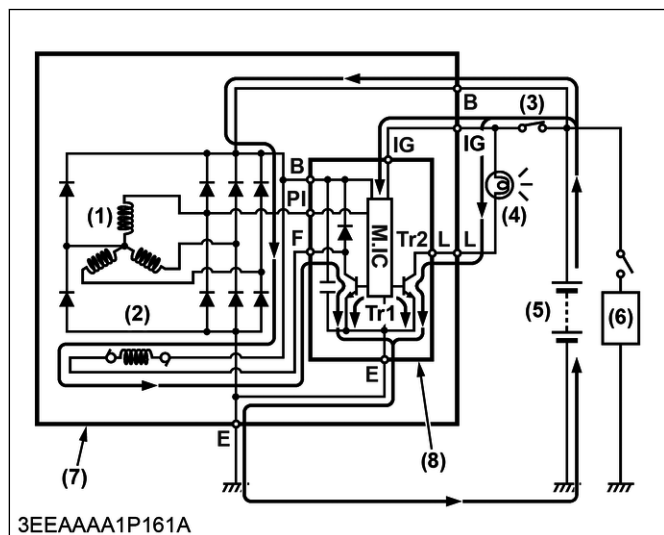 B
(3)
IG
IG
B
(1)
PI
(4)
F
M.IC
Tr2
L
L
(2)
Tr1
(5)
(6)
E
E
(7)
(8)
3EEAAAA1P161A